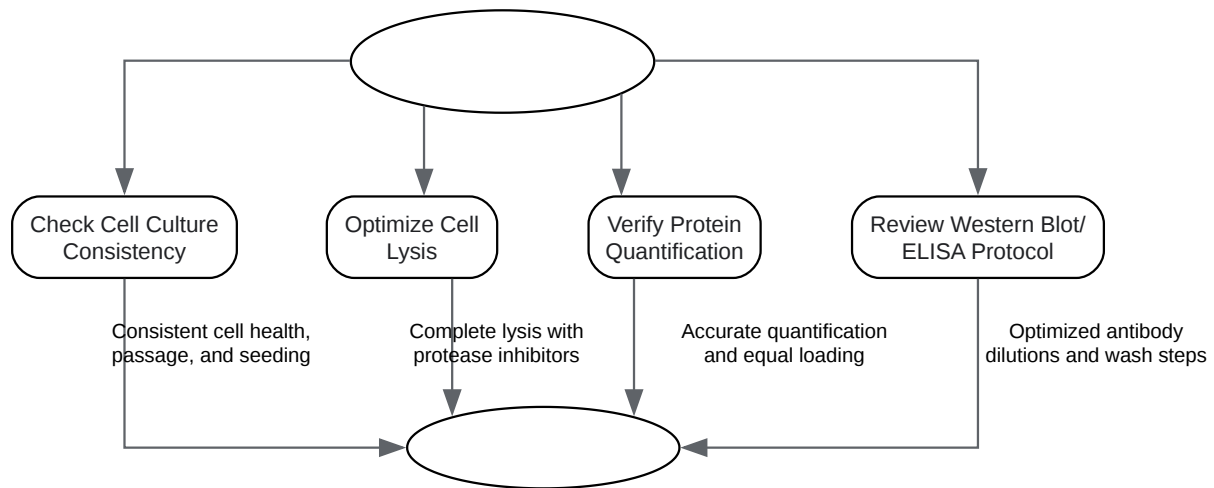 Check Cell Culture
Consistency
Optimize Cell
Lysis
Verify Protein
Quantification
Review Western Blot/
ELISA Protocol
Consistent cell health,
passage, and seeding
Complete lysis with
protease inhibitors
Accurate quantification
and equal loading
Optimized antibody
dilutions and wash steps